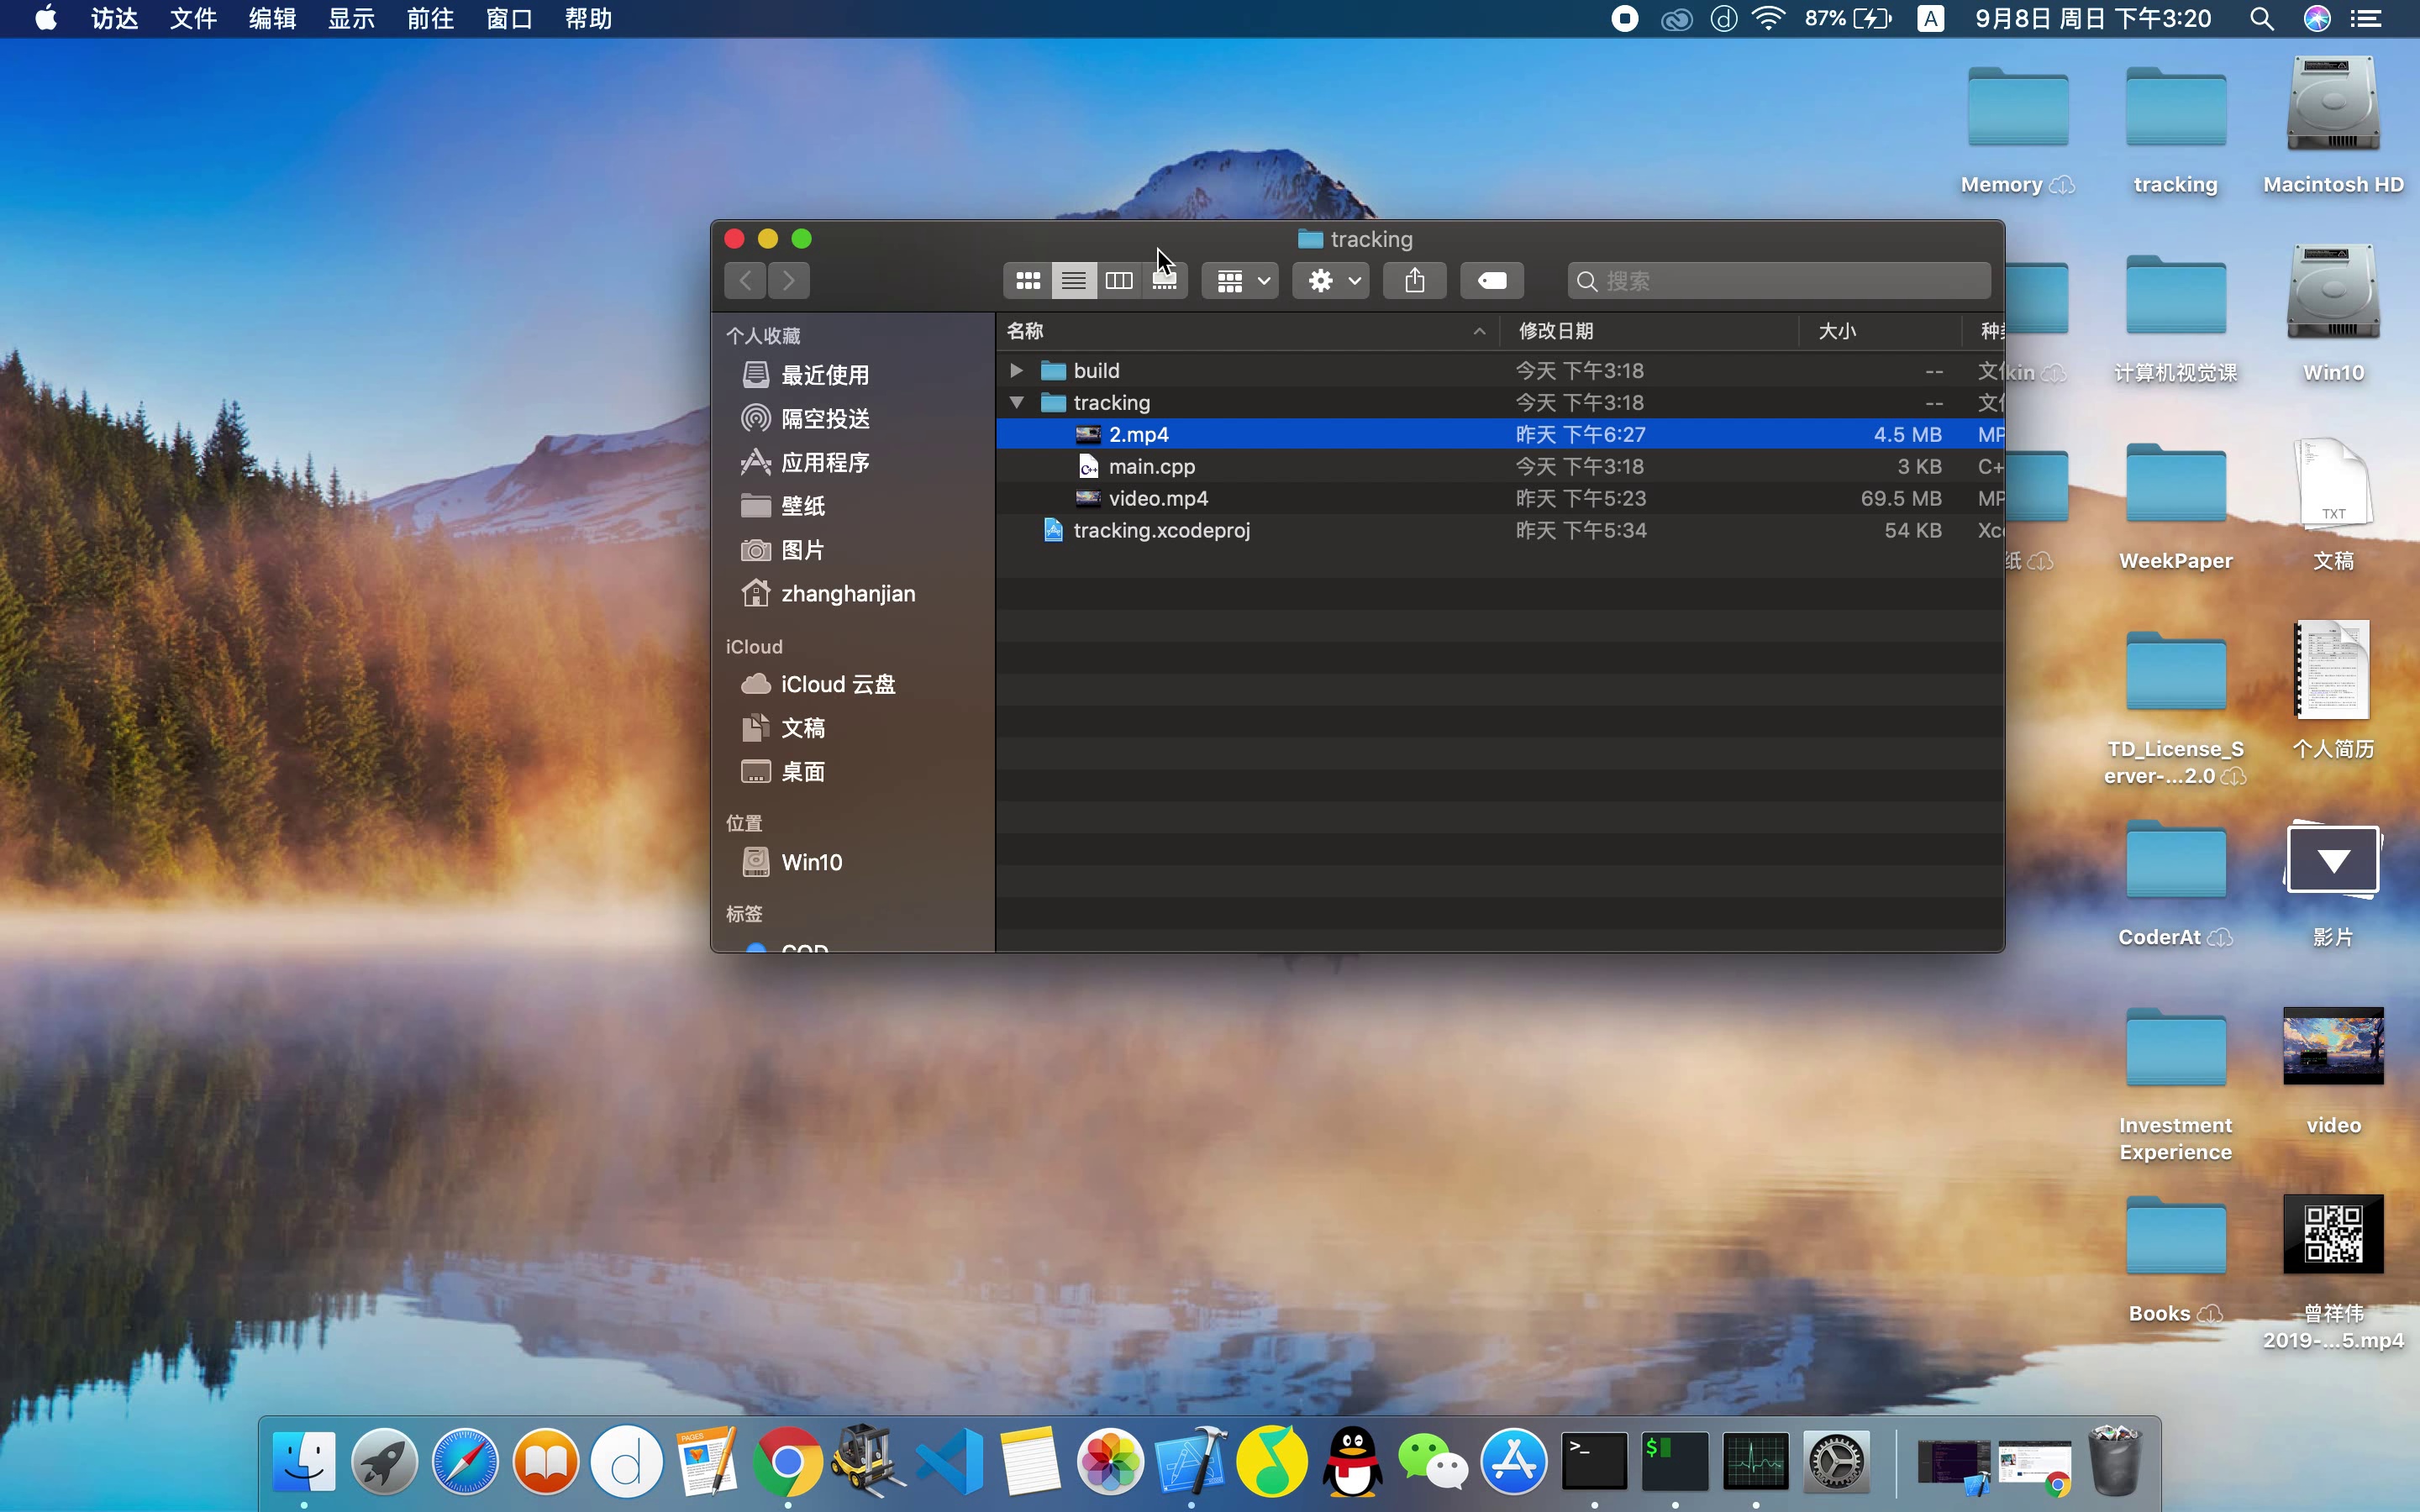 访达 文件 编辑 显示 前往 窗口 帮助 87% A 9月8日 周日 下午3:20
Memory
tracking
Macintosh HD
tracking
搜索
个人收藏
最近使用
隔空投送
应用程序
壁纸
图片
zhanghanjian
iCloud
iCloud 云盘
文稿
桌面
位置
Win10
标签
名称 修改日期 大小
build 今天 下午3:18 --
tracking 今天 下午3:18 --
2.mp4 昨天 下午6:27 4.5 MB MP
main.cpp 今天 下午3:18 3 KB C+
video.mp4 昨天 下午5:23 69.5 MB MP
tracking.xcodeproj 昨天 下午5:34 54 KB Xc
kin
计算机视觉课
Win10
纸
WeekPaper
TXT
文稿
TD_License_S
erver-...2.0
个人简历
CoderAt
影片
Investment
Experience
video
Books
曾祥伟
2019-...5.mp4
PAGES
>_
$